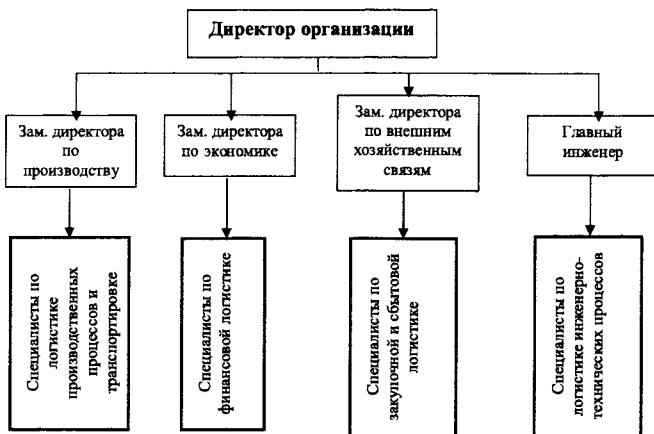 Директор организации
Зам. директора
по
производству
Зам. директора
по экономике
Зам. директора
по внешним
хозяйственным
связям
Главный
инженер
Специалисты по
логистике
производственных
процессов и
транспортировке
Специалисты по
финансовой логистике
Специалисты по
закупочной и сбытовой
логистике
Специалисты по
логистике инженерно-
технических процессов